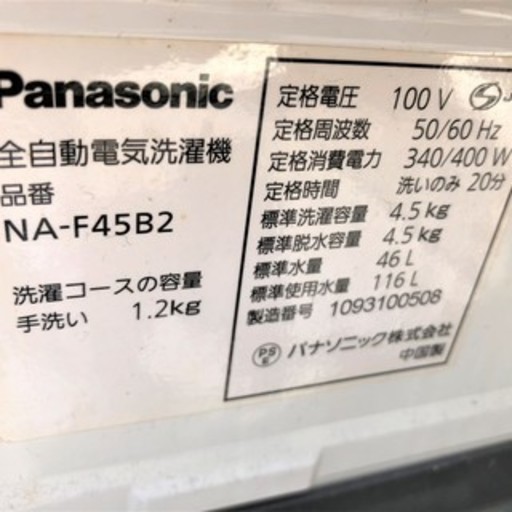 Panasonic
全自動電気洗濯機
品番
NA-F45B2
洗濯コースの容量
手洗い 1.2kg
定格電圧 100 V
定格周波数 50/60 Hz
定格消費電力 340/400 W
定格時間 洗いのみ 20分
標準洗濯容量 4.5 kg
標準脱水容量 4.5 kg
標準水量 46 L
標準使用水量 116 L
製造番号 1093100508
PS E パナソニック株式会社
中国製